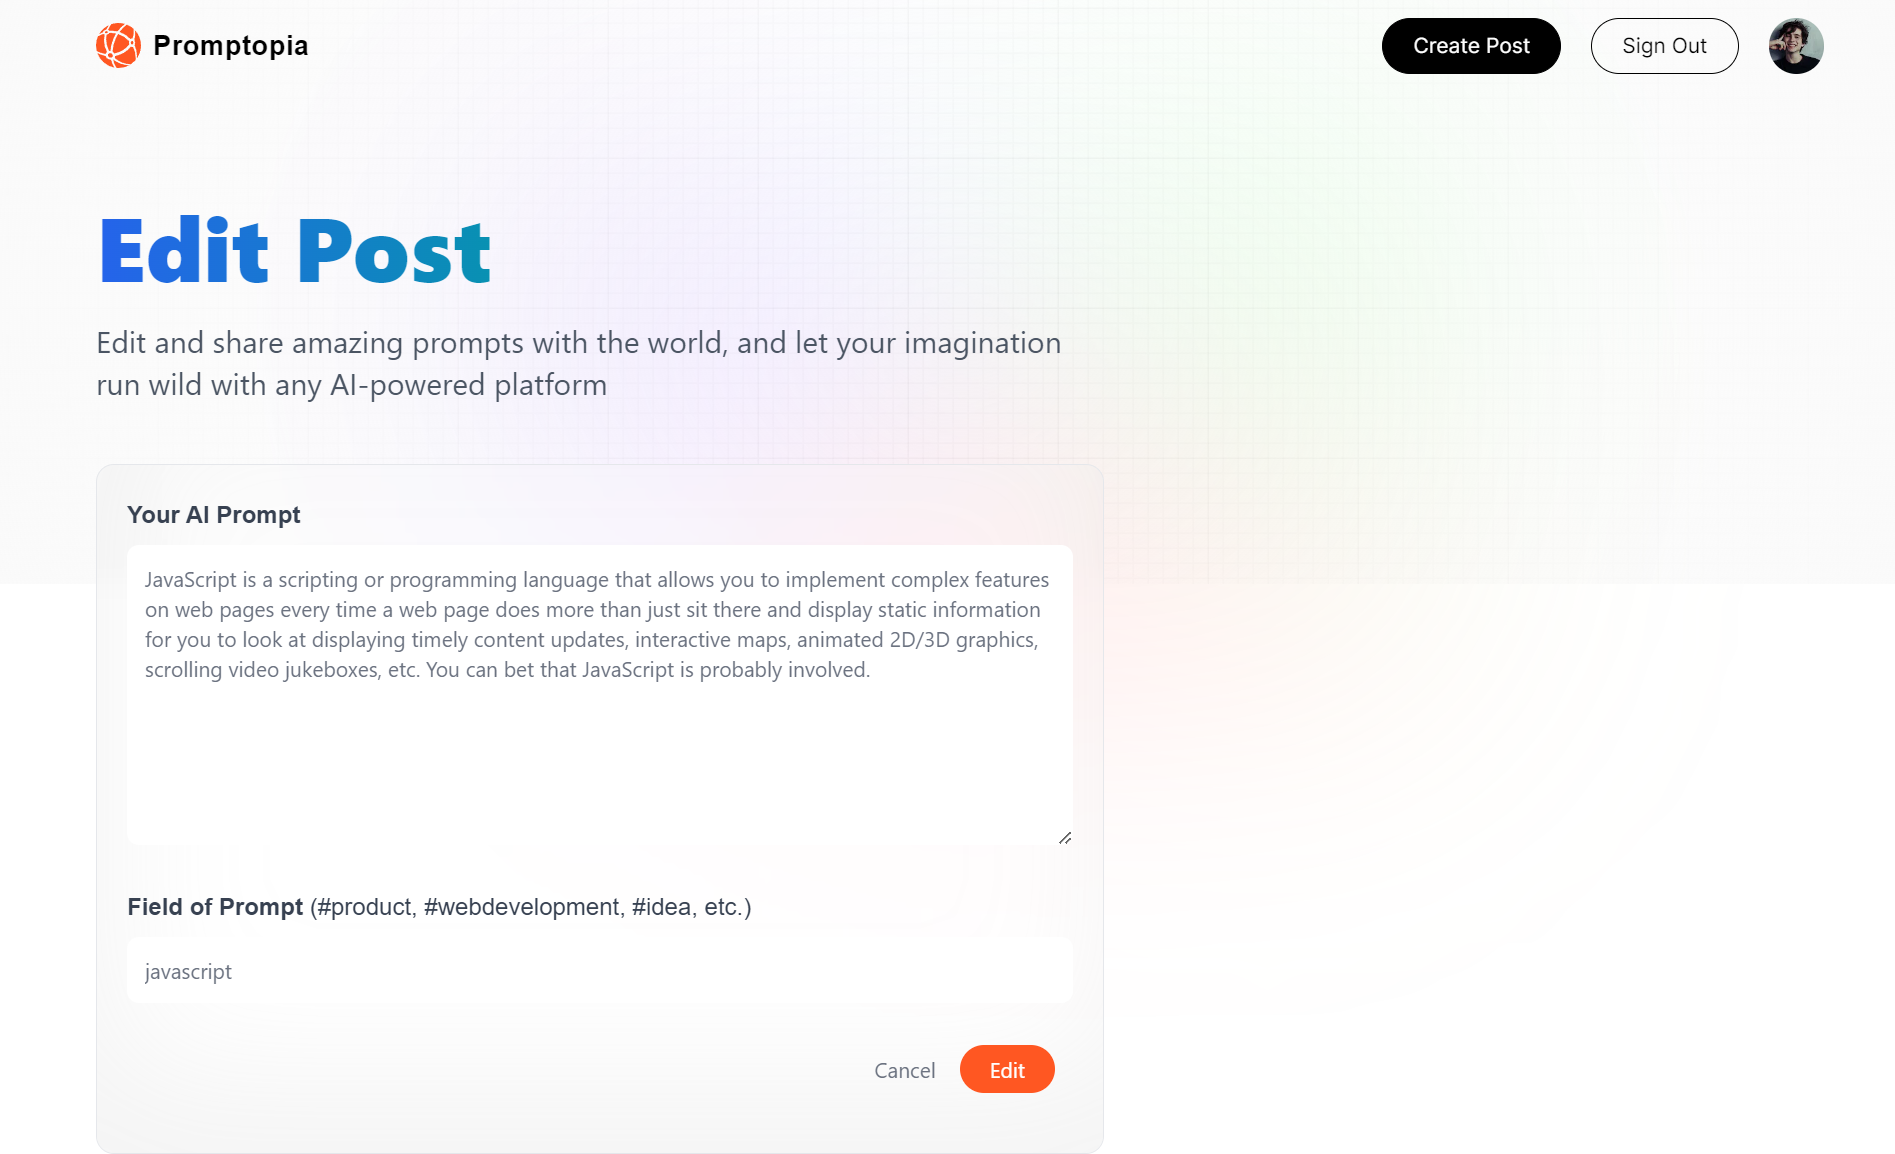 Promptopia
Create Post
Sign Out
Edit Post
Edit and share amazing prompts with the world, and let your imagination
run wild with any AI-powered platform
Your AI Prompt
JavaScript is a scripting or programming language that allows you to implement complex features
on web pages every time a web page does more than just sit there and display static information
for you to look at displaying timely content updates, interactive maps, animated 2D/3D graphics,
scrolling video jukeboxes, etc. You can bet that JavaScript is probably involved.
Field of Prompt (#product, #webdevelopment, #idea, etc.)
javascript
Cancel
Edit